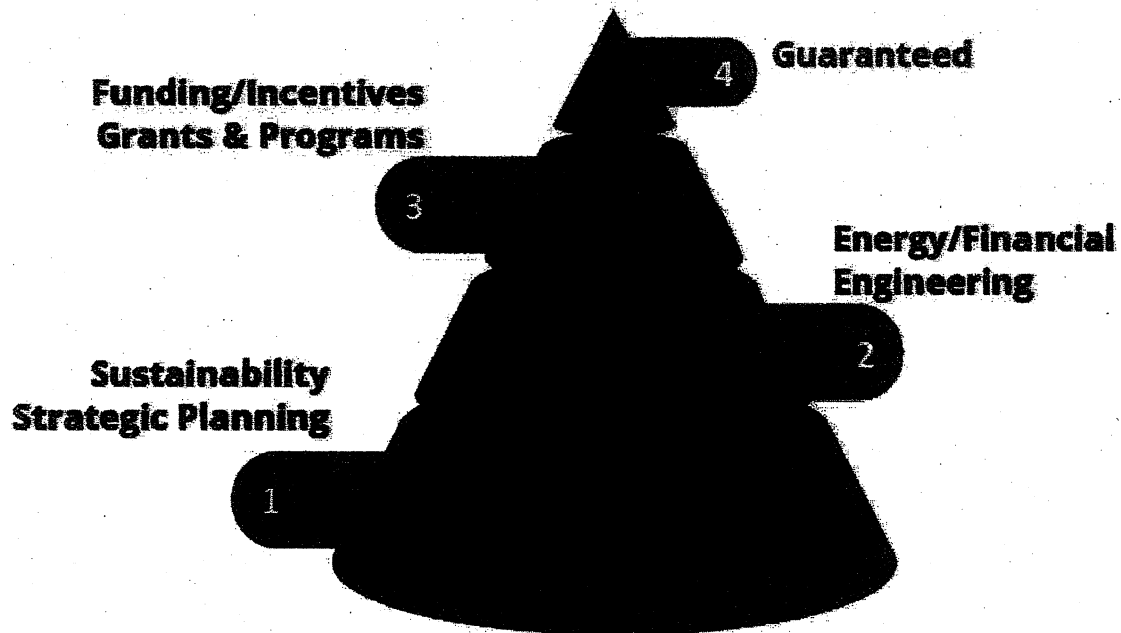 4
Guaranteed
Funding/Incentives
Grants & Programs
3
Energy/Financial
Engineering
2
Sustainability
Strategic Planning
1